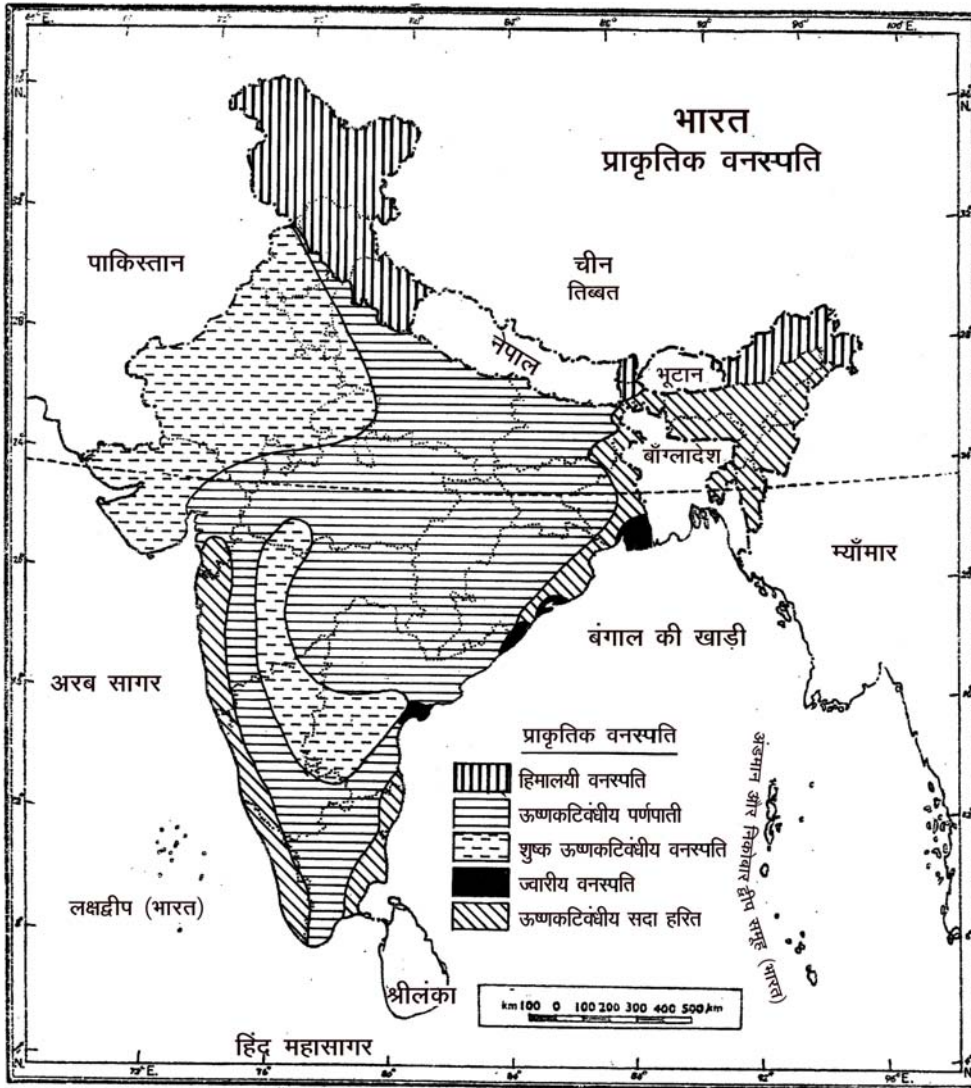 भारत
प्राकृतिक वनस्पति
पाकिस्तान
चीन
तिब्बत
नेपाल
भूटान
बाँग्लादेश
म्याँमार
बंगाल की खाड़ी
अरब सागर
प्राकृतिक वनस्पति
हिमालयी वनस्पति
ऊष्णकटिवंधीय पर्णपाती
शुष्क ऊष्णकटिवंधीय वनस्पति
ज्वारीय वनस्पति
ऊष्णकटिवंधीय सदा हरित
अंडमान और निकोबार द्वीप समूह (भारत)
लक्षद्वीप (भारत)
श्रीलंका
km 100 0 100 200 300 400 500 km
हिंद महासागर